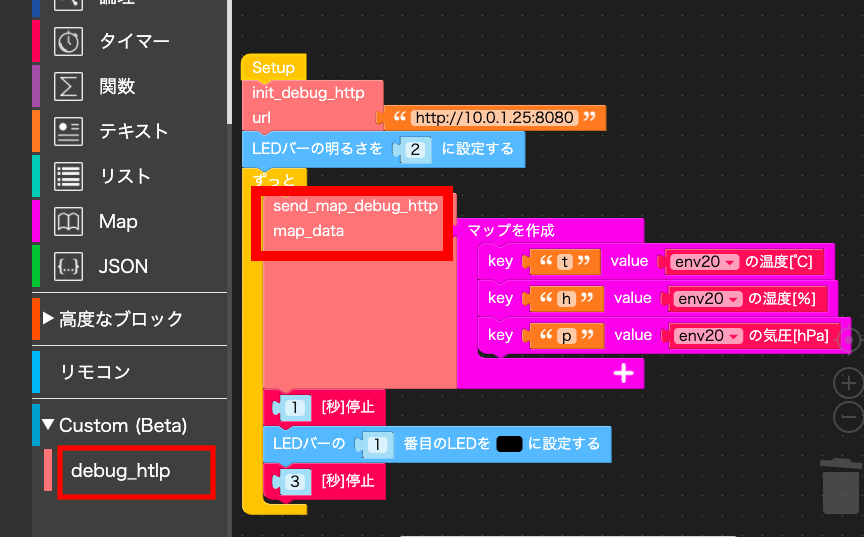 論理
タイマー
関数
テキスト
リスト
Map
JSON
高度なブロック
リモコン
Custom (Beta)
debug_htlp
Setup
init_debug_http
url “ http://10.0.1.25:8080 ”
LEDバーの明るさを 2 に設定する
ずっと
send_map_debug_http
map_data マップを作成
key “ t ” value env20 の温度[℃]
key “ h ” value env20 の湿度[%]
key “ p ” value env20 の気圧[hPa]
1 [秒]停止
LEDバーの 1 番目のLEDを に設定する
3 [秒]停止